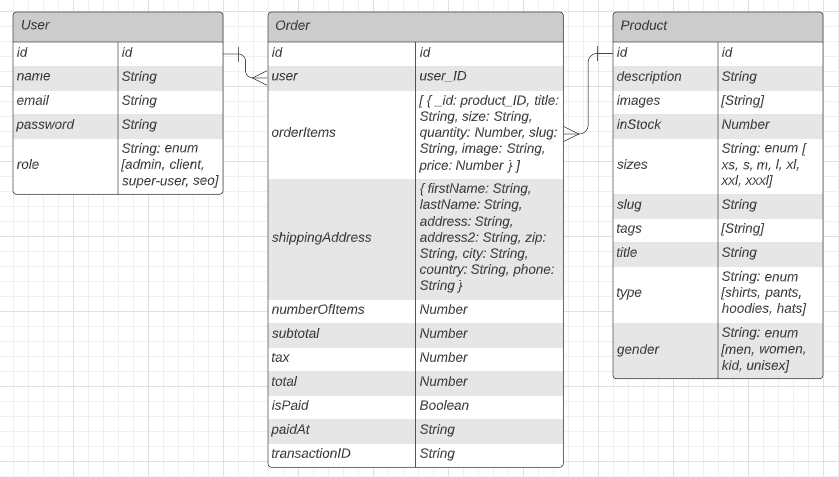 User
id
id
name
String
email
String
password
String
role
String: enum
[admin, client,
super-user, seo]
Order
id
id
user
user_ID
orderItems
[ { _id: product_ID, title:
String, size: String,
quantity: Number, slug:
String, image: String,
price: Number } ]
shippingAddress
{ firstName: String,
lastName: String,
address: String,
address2: String, zip:
String, city: String,
country: String, phone:
String }
numberOfItems
Number
subtotal
Number
tax
Number
total
Number
isPaid
Boolean
paidAt
String
transactionID
String
Product
id
id
description
String
images
[String]
inStock
Number
sizes
String: enum [
xs, s, m, l, xl,
xxl, xxxl]
slug
String
tags
[String]
title
String
type
String: enum
[shirts, pants,
hoodies, hats]
gender
String: enum
[men, women,
kid, unisex]